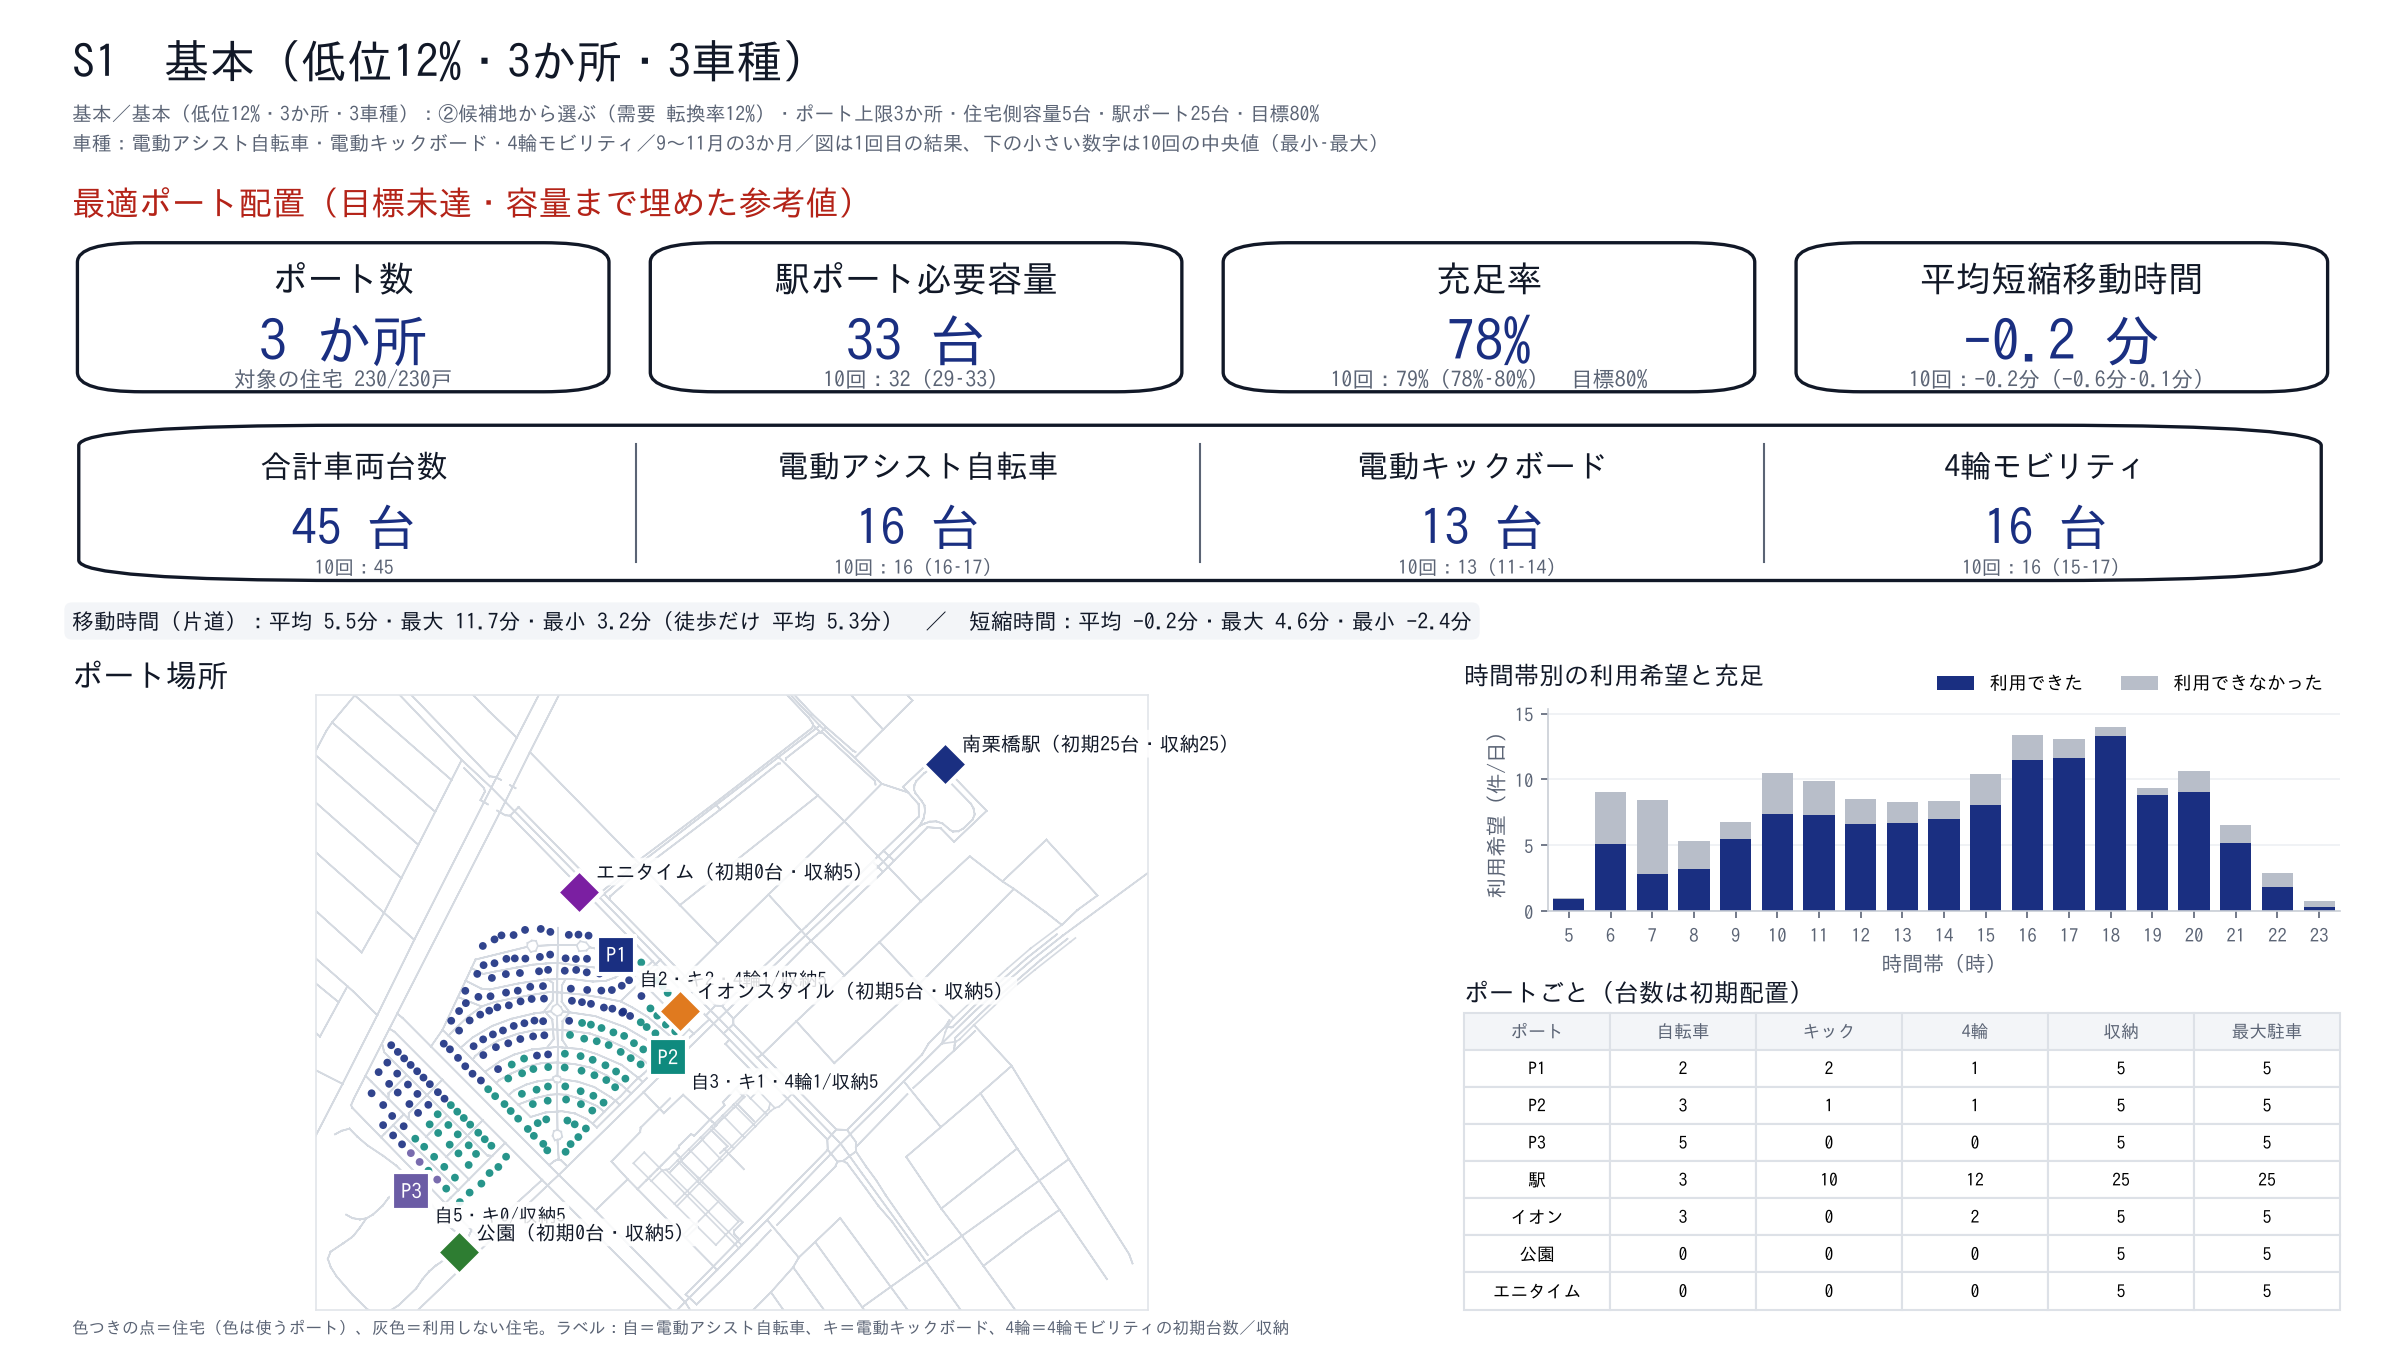 S1　基本（低位12%・3か所・3車種）
基本／基本（低位12%・3か所・3車種）：②候補地から選ぶ（需要 転換率12%）・ポート上限3か所・住宅側容量5台・駅ポート25台・目標80%
車種：電動アシスト自転車・電動キックボード・4輪モビリティ／9～11月の3か月／図は1回目の結果、下の小さい数字は10回の中央値（最小-最大）
最適ポート配置（目標未達・容量まで埋めた参考値）
ポート数
3 か所
対象の住宅 230/230戸
駅ポート必要容量
33 台
10回：32（29-33）
充足率
78%
10回：79%（78%-80%）　目標80%
平均短縮移動時間
-0.2 分
10回：-0.2分（-0.6分-0.1分）
合計車両台数
45 台
10回：45
電動アシスト自転車
16 台
10回：16（16-17）
電動キックボード
13 台
10回：13（11-14）
4輪モビリティ
16 台
10回：16（15-17）
移動時間（片道）：平均 5.5分・最大 11.7分・最小 3.2分（徒歩だけ 平均 5.3分）　／　短縮時間：平均 -0.2分・最大 4.6分・最小 -2.4分
ポート場所
南栗橋駅（初期25台・収納25）
エニタイム（初期0台・収納5）
P1
自2・キ2・4輪1/収納5
イオンスタイル（初期5台・収納5）
P2
自3・キ1・4輪1/収納5
P3
自5・キ0/収納5
公園（初期0台・収納5）
色つきの点＝住宅（色は使うポート）、灰色＝利用しない住宅。ラベル：自＝電動アシスト自転車、キ＝電動キックボード、4輪＝4輪モビリティの初期台数／収納
時間帯別の利用希望と充足
利用できた
利用できなかった
利用希望（件/日）
15
10
5
0
5 6 7 8 9 10 11 12 13 14 15 16 17 18 19 20 21 22 23
時間帯（時）
ポートごと（台数は初期配置）
ポート 自転車 キック 4輪 収納 最大駐車
P1 2 2 1 5 5
P2 3 1 1 5 5
P3 5 0 0 5 5
駅 3 10 12 25 25
イオン 3 0 2 5 5
公園 0 0 0 5 5
エニタイム 0 0 0 5 5